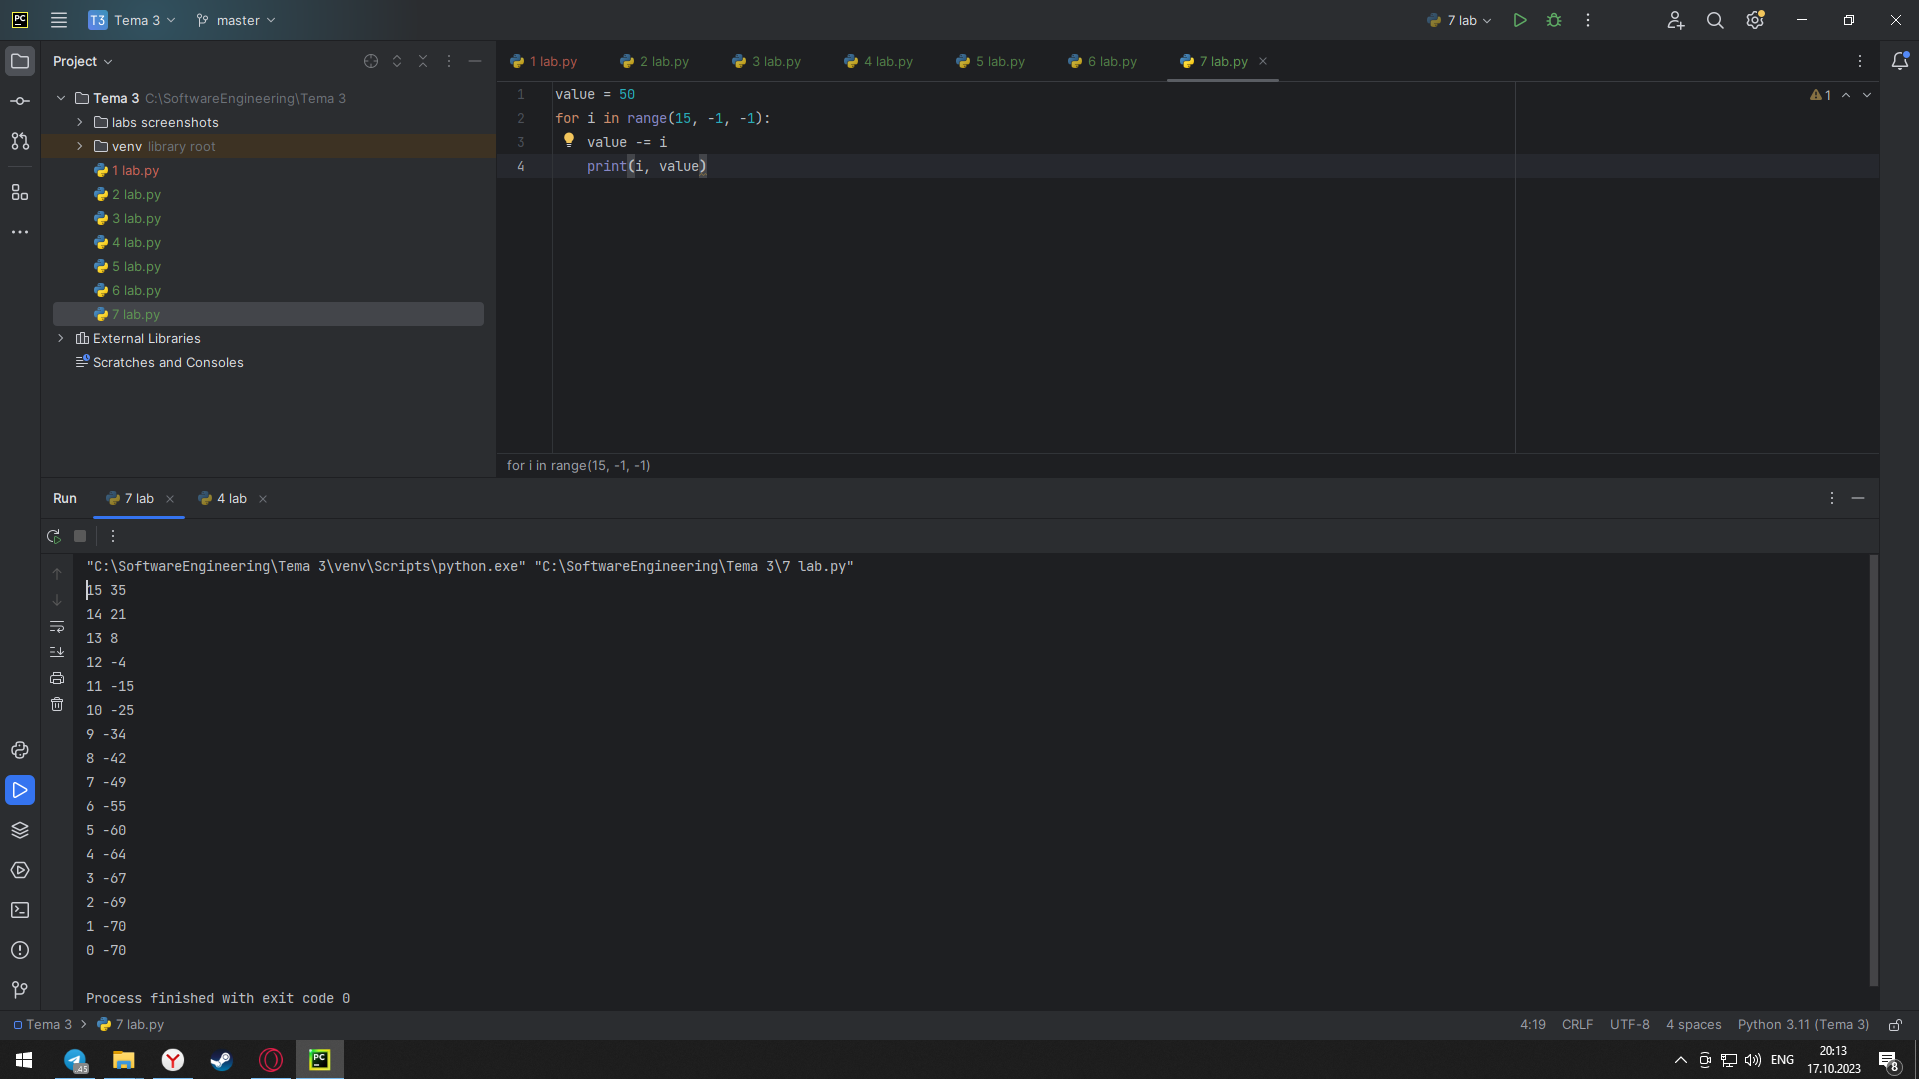 PC T3 Tema 3 master 7 lab
Project
1 lab.py 2 lab.py 3 lab.py 4 lab.py 5 lab.py 6 lab.py 7 lab.py
Tema 3 C:\SoftwareEngineering\Tema 3
labs screenshots
venv library root
1 lab.py
2 lab.py
3 lab.py
4 lab.py
5 lab.py
6 lab.py
7 lab.py
External Libraries
Scratches and Consoles
1 value = 50
2 for i in range(15, -1, -1):
3 value -= i
4 print(i, value)
1
for i in range(15, -1, -1)
Run 7 lab 4 lab
"C:\SoftwareEngineering\Tema 3\venv\Scripts\python.exe" "C:\SoftwareEngineering\Tema 3\7 lab.py"
15 35
14 21
13 8
12 -4
11 -15
10 -25
9 -34
8 -42
7 -49
6 -55
5 -60
4 -64
3 -67
2 -69
1 -70
0 -70
Process finished with exit code 0
Tema 3 7 lab.py 4:19 CRLF UTF-8 4 spaces Python 3.11 (Tema 3)
.45 Y PC ENG 20:13
17.10.2023 8